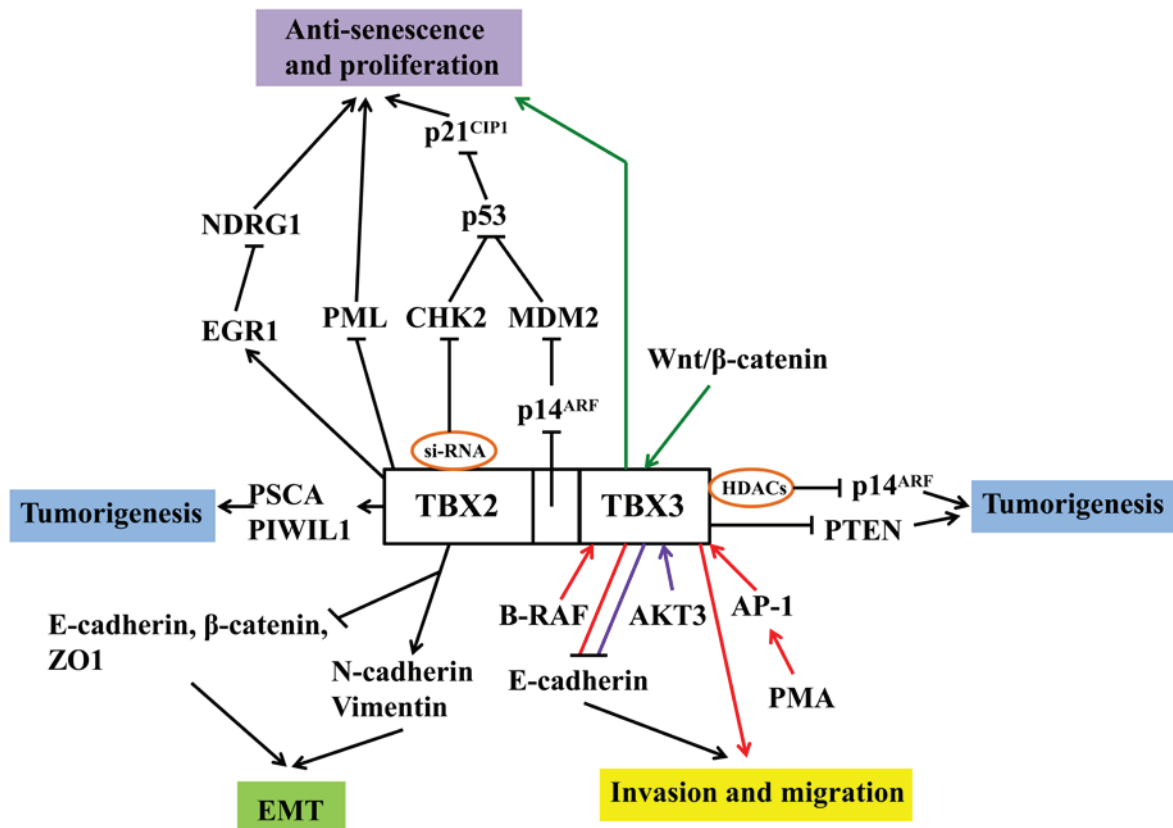 Anti-senescence
and proliferation
p21CIP1
NDRG1
p53
EGR1
PML
CHK2
MDM2
Wnt/β-catenin
p14ARF
si-RNA
HDACs
p14ARF
Tumorigenesis
PSCA
PIWIL1
TBX2
TBX3
PTEN
Tumorigenesis
B-RAF
AKT3
AP-1
E-cadherin, β-catenin,
ZO1
N-cadherin
Vimentin
E-cadherin
PMA
EMT
Invasion and migration